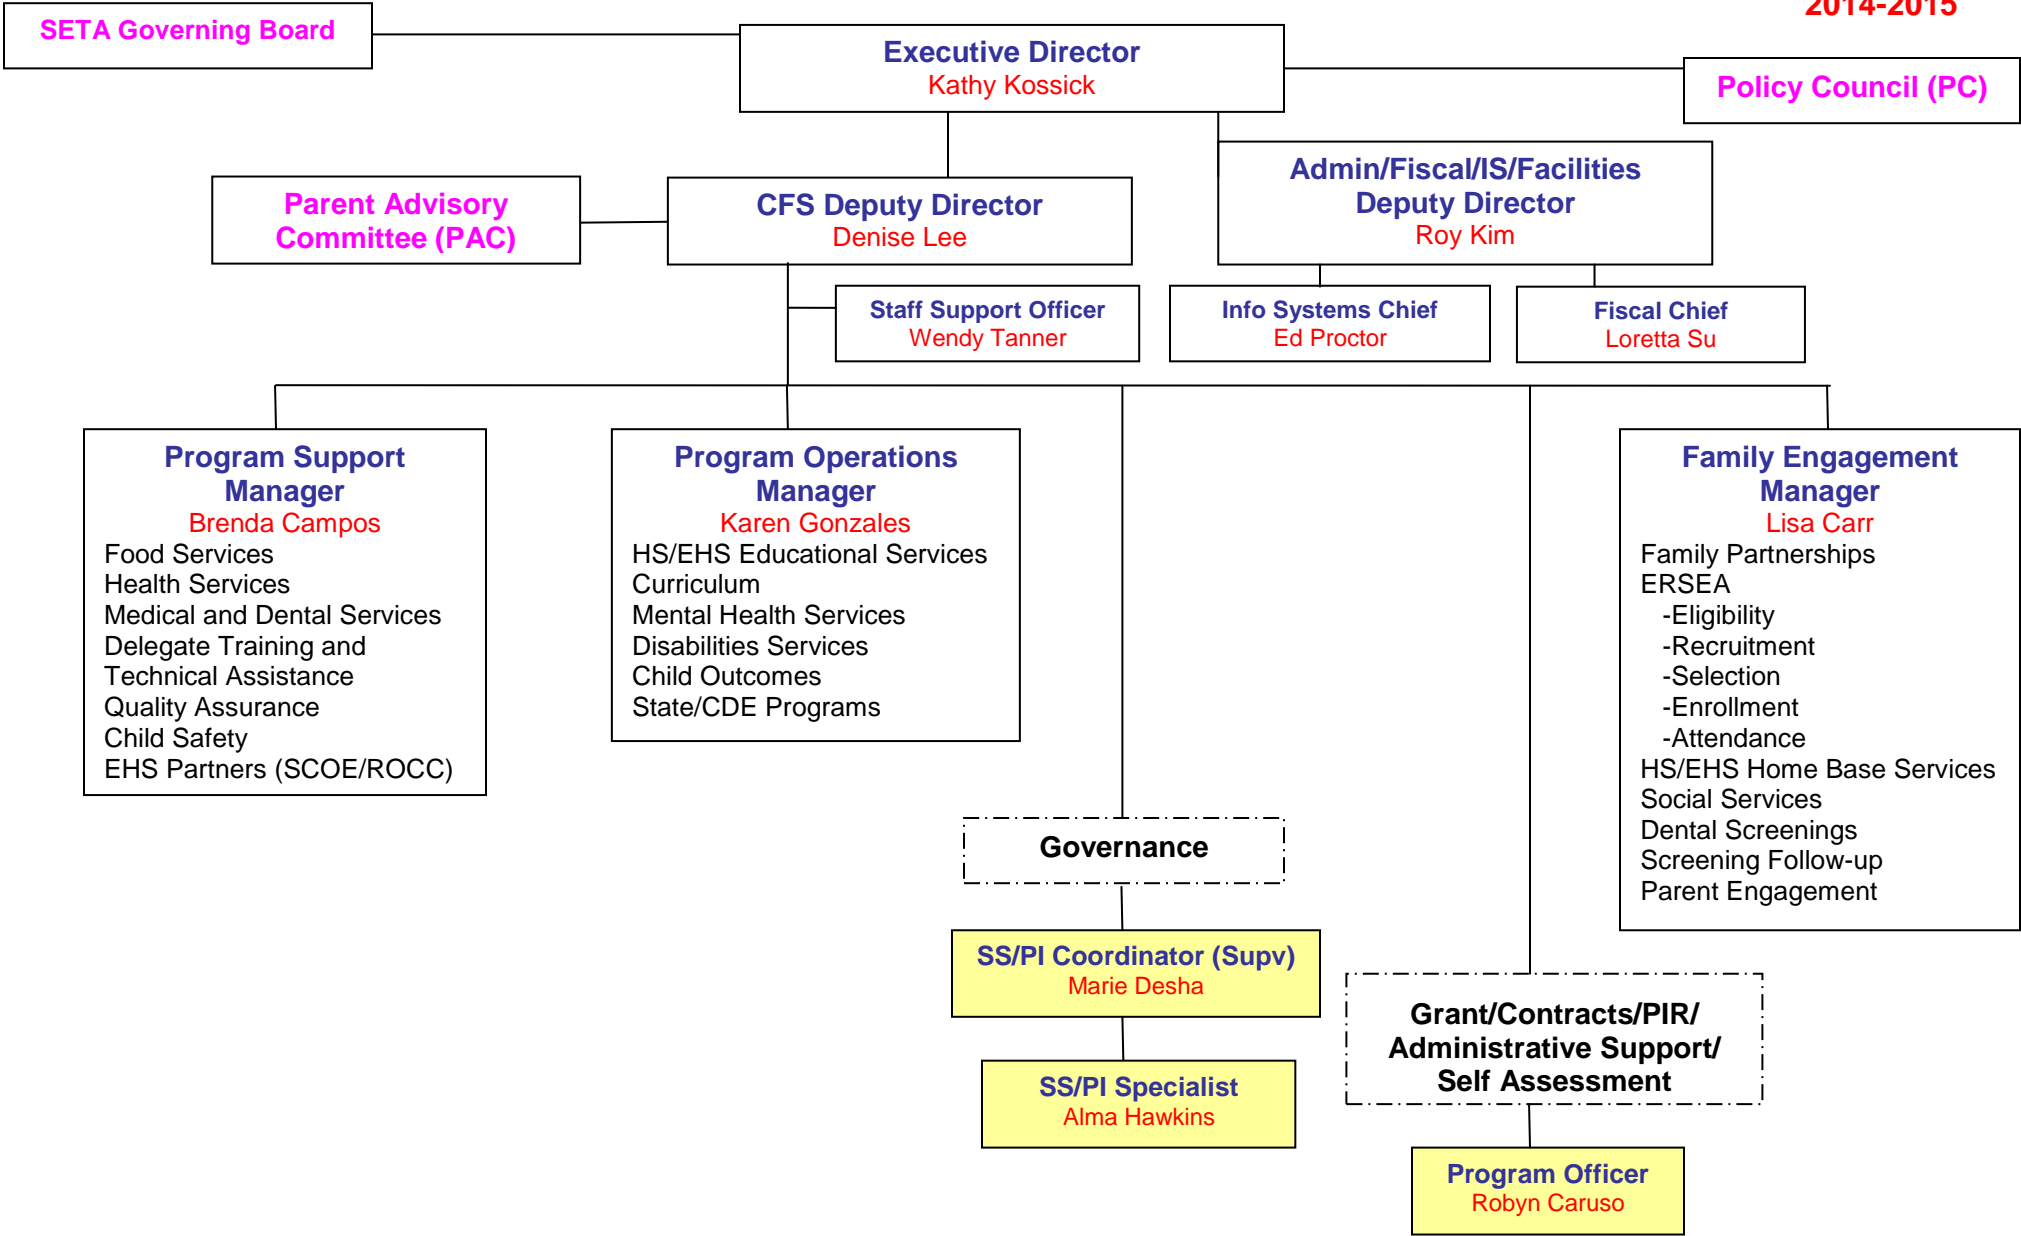 2014-2015
SETA Governing Board
Executive Director
Kathy Kossick
Policy Council (PC)
Parent Advisory
Committee (PAC)
CFS Deputy Director
Denise Lee
Admin/Fiscal/IS/Facilities
Deputy Director
Roy Kim
Staff Support Officer
Wendy Tanner
Info Systems Chief
Ed Proctor
Fiscal Chief
Loretta Su
Program Support
Manager
Brenda Campos
Food Services
Health Services
Medical and Dental Services
Delegate Training and
Technical Assistance
Quality Assurance
Child Safety
EHS Partners (SCOE/ROCC)
Program Operations
Manager
Karen Gonzales
HS/EHS Educational Services
Curriculum
Mental Health Services
Disabilities Services
Child Outcomes
State/CDE Programs
Family Engagement
Manager
Lisa Carr
Family Partnerships
ERSEA
-Eligibility
-Recruitment
-Selection
-Enrollment
-Attendance
HS/EHS Home Base Services
Social Services
Dental Screenings
Screening Follow-up
Parent Engagement
Governance
SS/PI Coordinator (Supv)
Marie Desha
SS/PI Specialist
Alma Hawkins
Grant/Contracts/PIR/
Administrative Support/
Self Assessment
Program Officer
Robyn Caruso